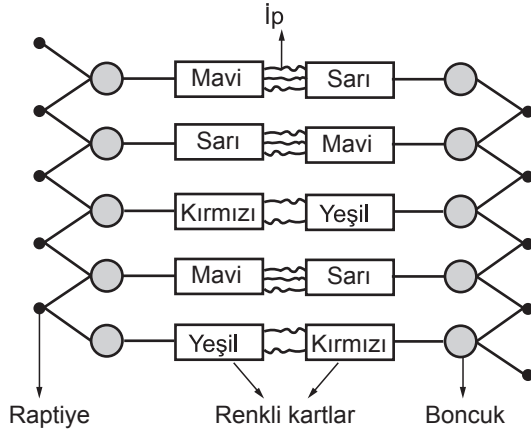 İp
Mavi Sarı
Sarı Mavi
Kırmızı Yeşil
Mavi Sarı
Yeşil Kırmızı
Raptiye Renkli kartlar Boncuk